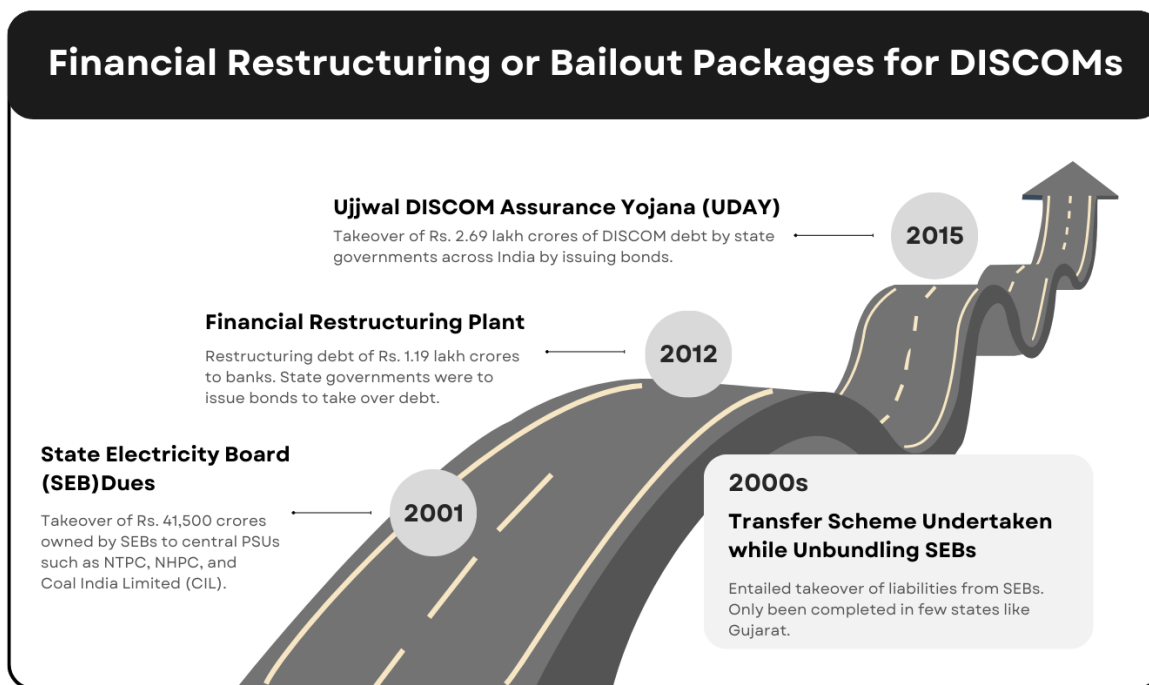 Financial Restructuring or Bailout Packages for DISCOMs
Ujjwal DISCOM Assurance Yojana (UDAY)
Takeover of Rs. 2.69 lakh crores of DISCOM debt by state
governments across India by issuing bonds.
2015
Financial Restructuring Plant
Restructuring debt of Rs. 1.19 lakh crores
to banks. State governments were to
issue bonds to take over debt.
2012
State Electricity Board
(SEB)Dues
Takeover of Rs. 41,500 crores
owned by SEBs to central PSUs
such as NTPC, NHPC, and
Coal India Limited (CIL).
2001
2000s
Transfer Scheme Undertaken
while Unbundling SEBs
Entailed takeover of liabilities from SEBs.
Only been completed in few states like
Gujarat.